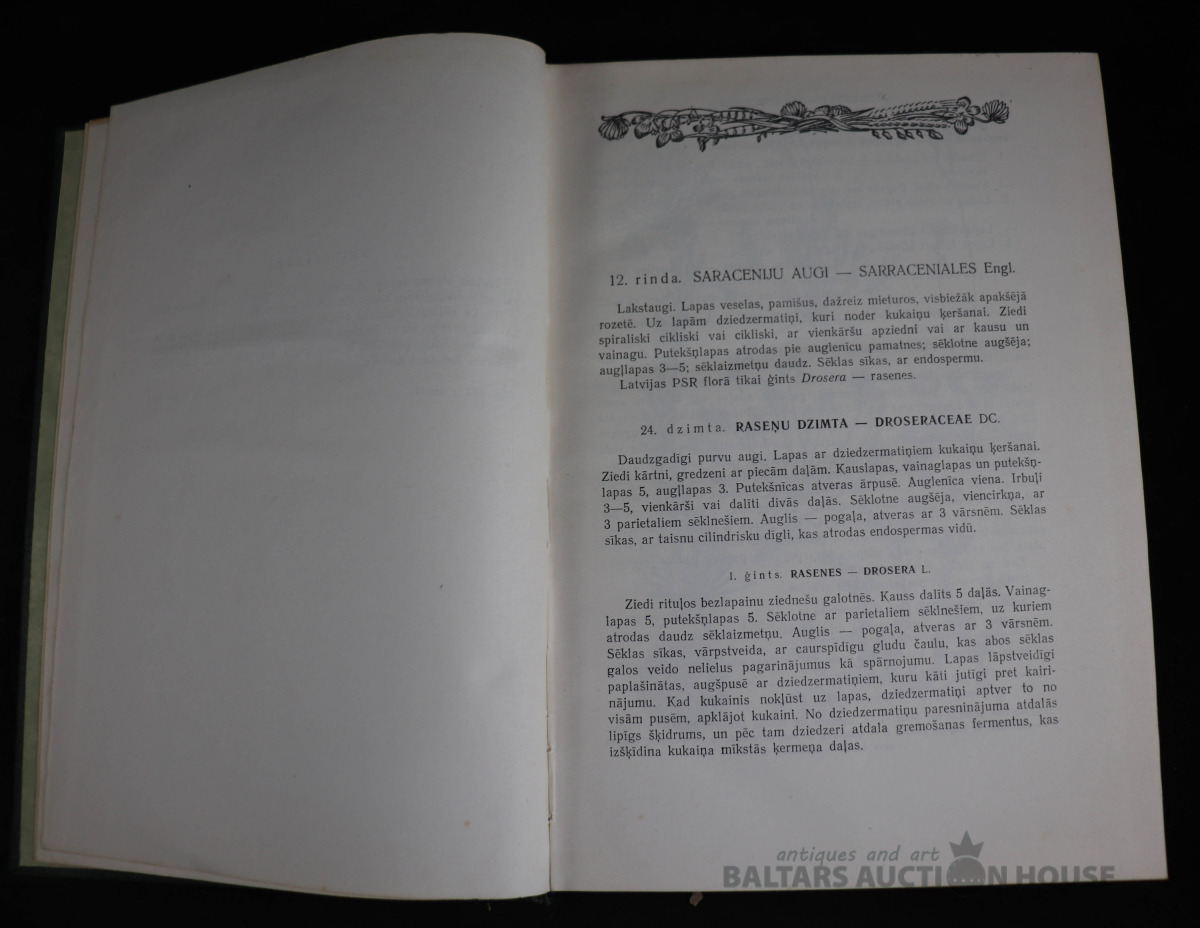 12. rinda. SARACENIJU AUGI — SARRACENIALES Engl.
Lakstaugi. Lapas veselas, pamišus, dažreiz mieturos, visbiežāk apakšējā
rozetē. Uz lapām dziedzermatiņi, kuri noder kukaiņu ķeršanai. Ziedi
spiraliski cikliski vai cikliski, ar vienkāršu apziedni vai ar kausu un
vainagu. Putekšņlapas atrodas pie auglenīcu pamatnes; sēklotne augšēja;
augļlapas 3—5; sēklaizmetņu daudz. Sēklas sīkas, ar endospermu.
Latvijas PSR florā tikai ģints Drosera — rasenes.
24. dzimta. RASEŅU DZIMTA — DROSERACEAE DC.
Daudzgadīgi purvu augi. Lapas ar dziedzermatiņiem kukaiņu ķeršanai.
Ziedi kārtni, gredzeni ar piecām daļām. Kauslapas, vainaglapas un putekšņ-
lapas 5, augļlapas 3. Putekšnīcas atveras ārpusē. Auglenīca viena. Irbuļi
3—5, vienkārši vai dalīti divās daļās. Sēklotne augšēja, viencirkņa, ar
3 parietaliem sēklnešiem. Auglis — pogaļa, atveras ar 3 vārsnēm. Sēklas
sīkas, ar taisnu cilindrisku dīgli, kas atrodas endospermas vidū.
1. ģints. RASENES — DROSERA L.
Ziedi rituļos bezlapainu ziednešu galotnēs. Kauss dalīts 5 daļās. Vainag-
lapas 5, putekšņlapas 5. Sēklotne ar parietaliem sēklnešiem, uz kuriem
atrodas daudz sēklaizmetņu. Auglis — pogaļa, atveras ar 3 vārsnēm.
Sēklas sīkas, vārpstveida, ar caurspīdīgu gludu čaulu, kas abos sēklas
galos veido nelielus pagarinājumus kā spārnojumu. Lapas lāpstveidīgi
paplašinātas, augšpusē ar dziedzermatiņiem, kuru kāti jutīgi pret kairi-
nājumu. Kad kukainis nokļūst uz lapas, dziedzermatiņi aptver to no
visām pusēm, apklājot kukaini. No dziedzermatiņu paresninājuma atdalās
lipīgs šķidrums, un pēc tam dziedzeri atdala gremošanas fermentus, kas
izšķīdina kukaiņa mīkstās ķermeņa daļas.
antiques and art
BALTARS AUCTION HOUSE